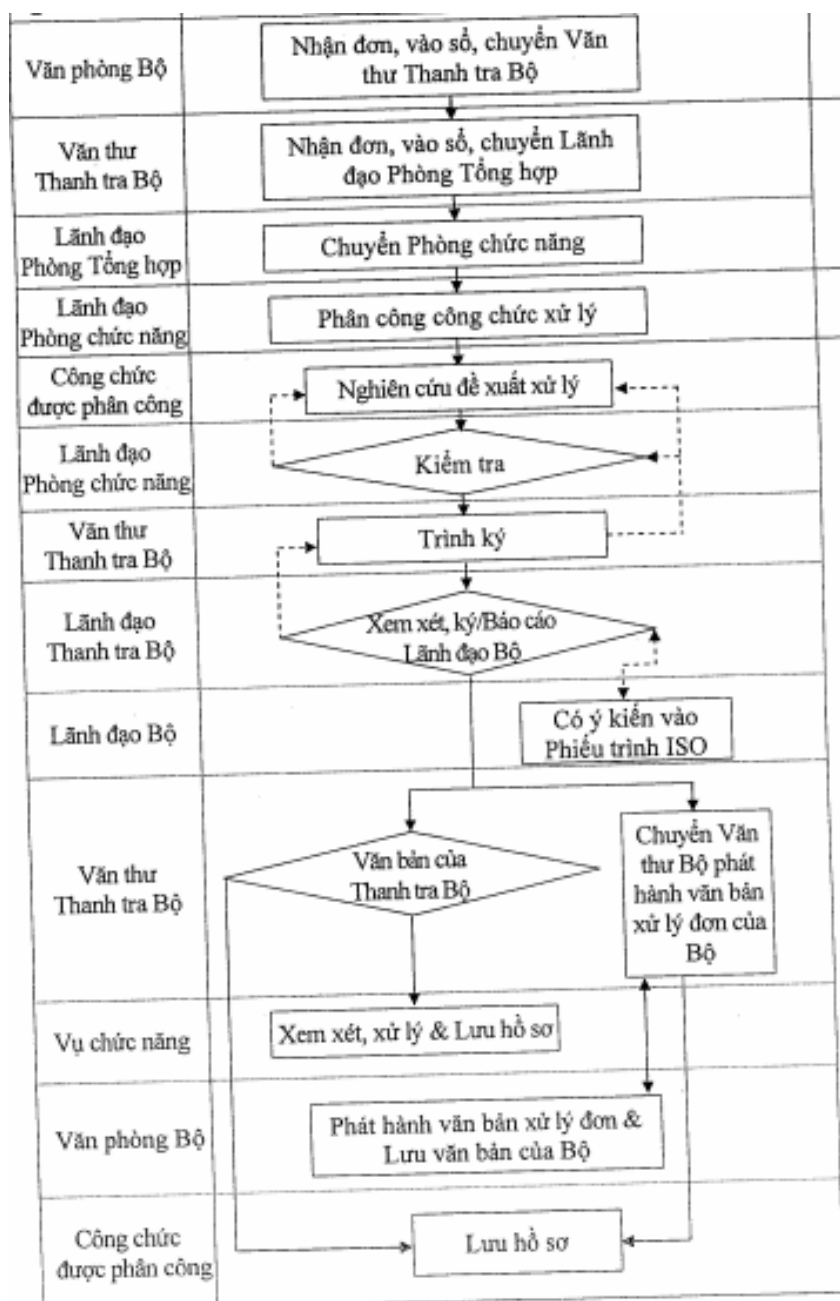 Văn phòng Bộ
Nhận đơn, vào sổ, chuyển Văn
thư Thanh tra Bộ
Văn thư
Thanh tra Bộ
Nhận đơn, vào sổ, chuyển Lãnh
đạo Phòng Tổng hợp
Lãnh đạo
Phòng Tổng hợp
Chuyển Phòng chức năng
Lãnh đạo
Phòng chức năng
Phân công công chức xử lý
Công chức
được phân công
Nghiên cứu đề xuất xử lý
Lãnh đạo
Phòng chức năng
Kiểm tra
Văn thư
Thanh tra Bộ
Trình ký
Lãnh đạo
Thanh tra Bộ
Xem xét, ký/Báo cáo
Lãnh đạo Bộ
Lãnh đạo Bộ
Có ý kiến vào
Phiếu trình ISO
Văn thư
Thanh tra Bộ
Văn bản của
Thanh tra Bộ
Chuyển Văn
thư Bộ phát
hành văn bản
xử lý đơn của
Bộ
Vụ chức năng
Xem xét, xử lý & Lưu hồ sơ
Văn phòng Bộ
Phát hành văn bản xử lý đơn &
Lưu văn bản của Bộ
Công chức
được phân công
Lưu hồ sơ